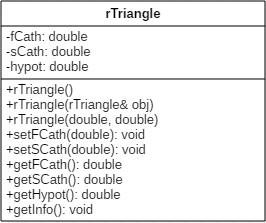 rTriangle
-fCath: double
-sCath: double
-hypot: double
+rTriangle()
+rTriangle(rTriangle& obj)
+rTriangle(double, double)
+setFCath(double): void
+setSCath(double): void
+getFCath(): double
+getSCath(): double
+getHypot(): double
+getInfo(): void